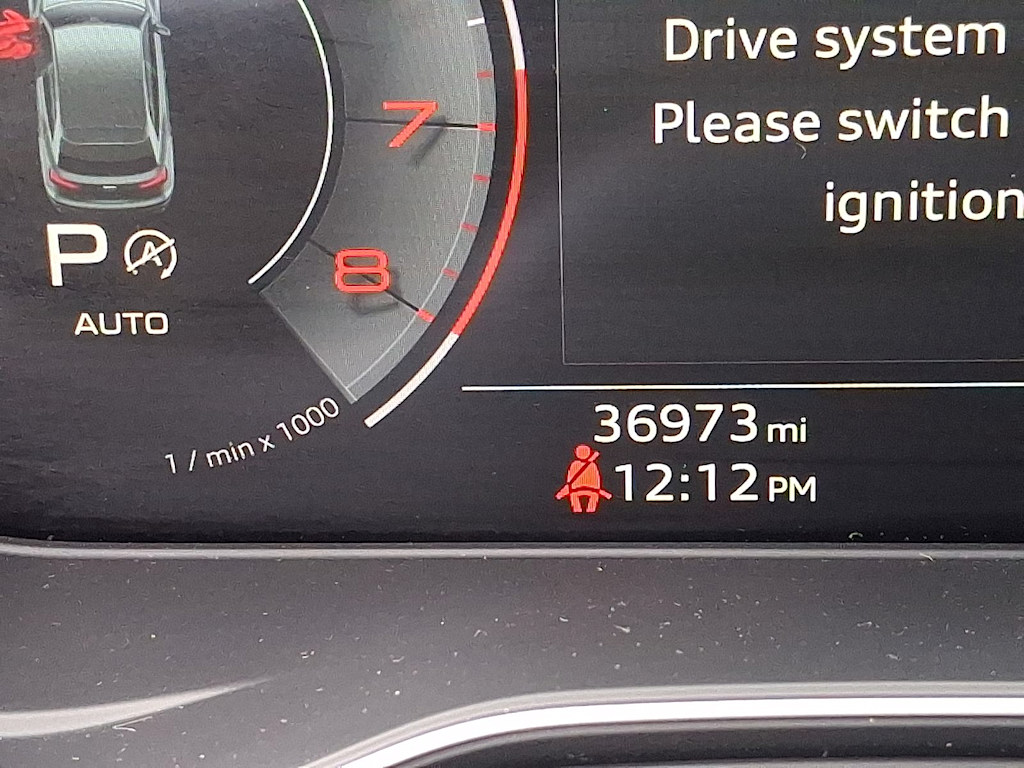 Drive system
Please switch
ignition
7
8
P A
AUTO
1 / min x 1000
36973 mi
12:12 PM